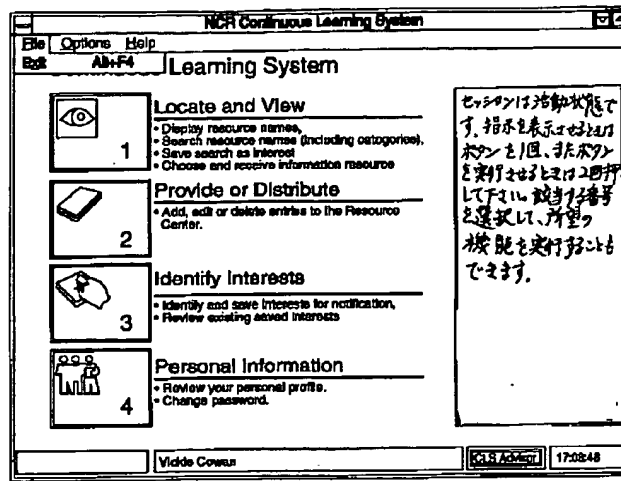 NCR Continuous Learning System
File Options Help
Exit Alt+F4
Learning System
Locate and View
• Display resource names,
• Search resource names (including categories),
• Save search as interest
• Choose and receive information resource
1
Provide or Distribute
• Add, edit or delete entries to the Resource
Center.
2
Identify Interests
• Identify and save interests for notification,
• Review existing saved interests
3
Personal Information
• Review your personal profile.
• Change password.
4
セッションは活動状態で
す、指示を表示させるときは
ボタンを1回、またボタン
を実行させるときは2回押
して下さい。該当する番号
を選択して、所望の
機能を実行することも
できます.
Vickie Cowan
CLS Advisor
17:08:48